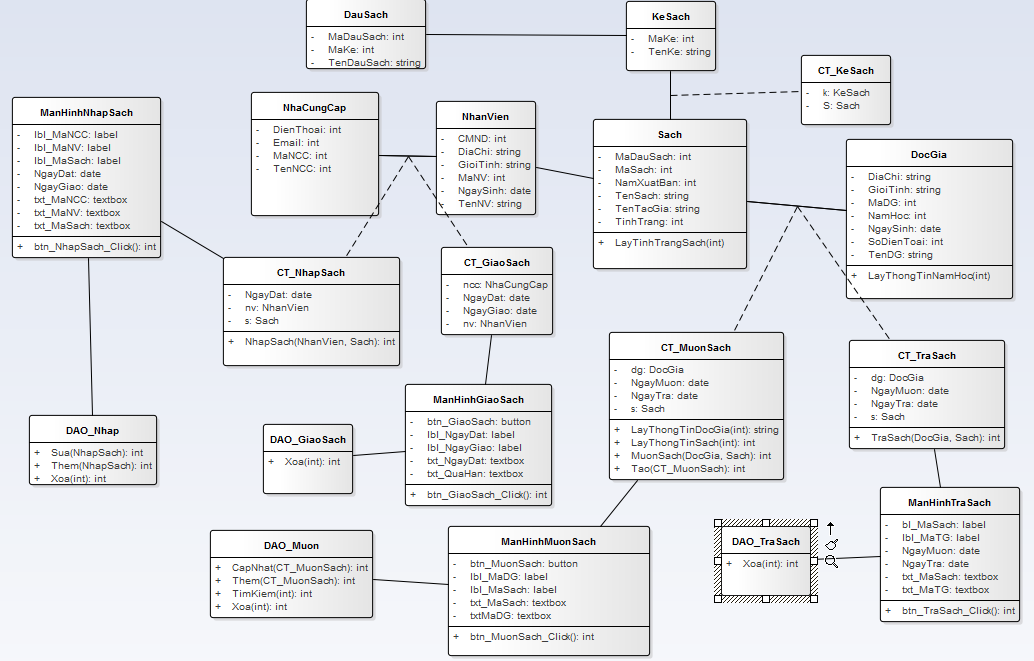 DauSach
- MaDauSach: int
- MaKe: int
- TenDauSach: string
KeSach
- MaKe: int
- TenKe: string
CT_KeSach
- k: KeSach
- S: Sach
ManHinhNhapSach
- lbl_MaNCC: label
- lbl_MaNV: label
- lbl_MaSach: label
- NgayDat: date
- NgayGiao: date
- txt_MaNCC: textbox
- txt_MaNV: textbox
- txt_MaSach: textbox
+ btn_NhapSach_Click(): int
NhaCungCap
- DienThoai: int
- Email: int
- MaNCC: int
- TenNCC: int
NhanVien
- CMND: int
- DiaChi: string
- GioiTinh: string
- MaNV: int
- NgaySinh: date
- TenNV: string
Sach
- MaDauSach: int
- MaSach: int
- NamXuatBan: int
- TenSach: string
- TenTacGia: string
- TinhTrang: int
+ LayTinhTrangSach(int)
DocGia
- DiaChi: string
- GioiTinh: string
- MaDG: int
- NamHoc: int
- NgaySinh: date
- SoDienToai: int
- TenDG: string
+ LayThongTinNamHoc(int)
CT_NhapSach
- NgayDat: date
- nv: NhanVien
- s: Sach
+ NhapSach(NhanVien, Sach): int
CT_GiaoSach
- ncc: NhaCungCap
- NgayDat: date
- NgayGiao: date
- nv: NhanVien
CT_MuonSach
- dg: DocGia
- NgayMuon: date
- NgayTra: date
- s: Sach
+ LayThongTinDocGia(int): string
+ LayThongTinSach(int): int
+ MuonSach(DocGia, Sach): int
+ Tao(CT_MuonSach): int
CT_TraSach
- dg: DocGia
- NgayMuon: date
- NgayTra: date
- s: Sach
+ TraSach(DocGia, Sach): int
DAO_Nhap
+ Sua(NhapSach): int
+ Them(NhapSach): int
+ Xoa(int): int
DAO_GiaoSach
+ Xoa(int): int
ManHinhGiaoSach
- btn_GiaoSach: button
- lbl_NgayDat: label
- lbl_NgayGiao: label
- txt_NgayDat: textbox
- txt_QuaHan: textbox
+ btn_GiaoSach_Click(): int
DAO_Muon
+ CapNhat(CT_MuonSach): int
+ Them(CT_MuonSach): int
+ TimKiem(int): int
+ Xoa(int): int
ManHinhMuonSach
- btn_MuonSach: button
- lbl_MaDG: label
- lbl_MaSach: label
- txt_MaSach: textbox
- txtMaDG: textbox
+ btn_MuonSach_Click(): int
DAO_TraSach
+ Xoa(int): int
ManHinhTraSach
- bl_MaSach: label
- lbl_MaTG: label
- NgayMuon: date
- NgayTra: date
- txt_MaSach: textbox
- txt_MaTG: textbox
+ btn_TraSach_Click(): int